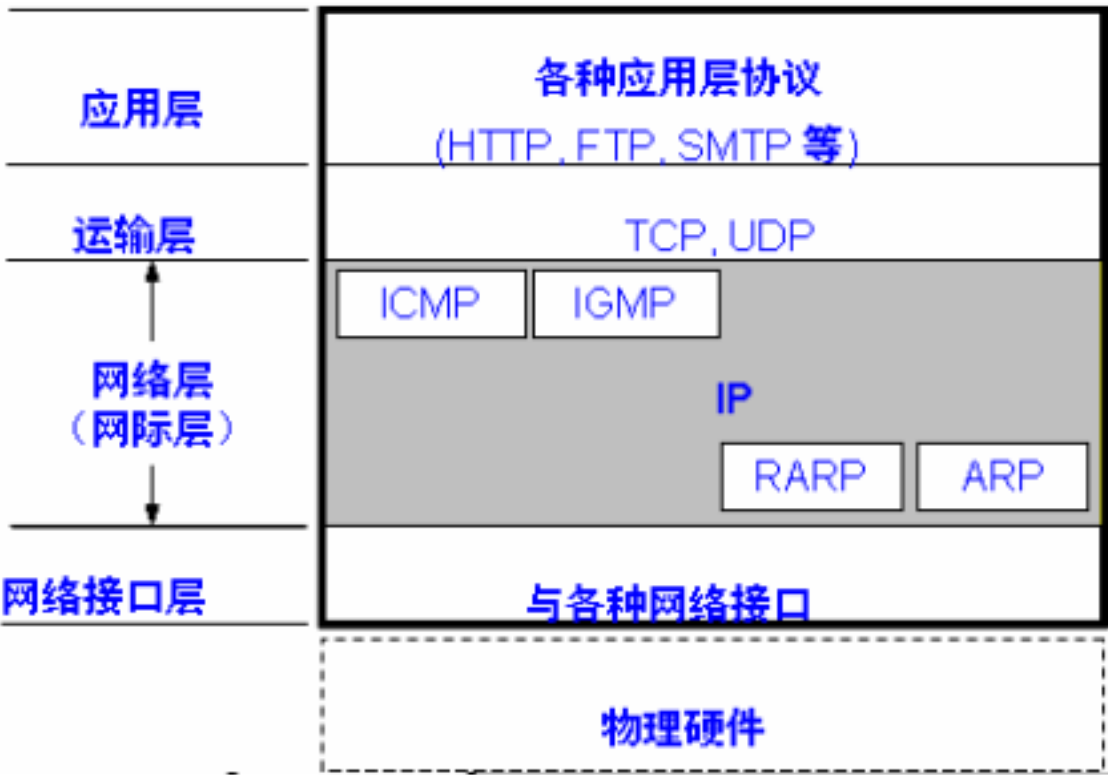 应用层
各种应用层协议
(HTTP, FTP, SMTP 等)
运输层
TCP, UDP
ICMP
IGMP
网络层
（网际层）
IP
RARP
ARP
网络接口层
与各种网络接口
物理硬件